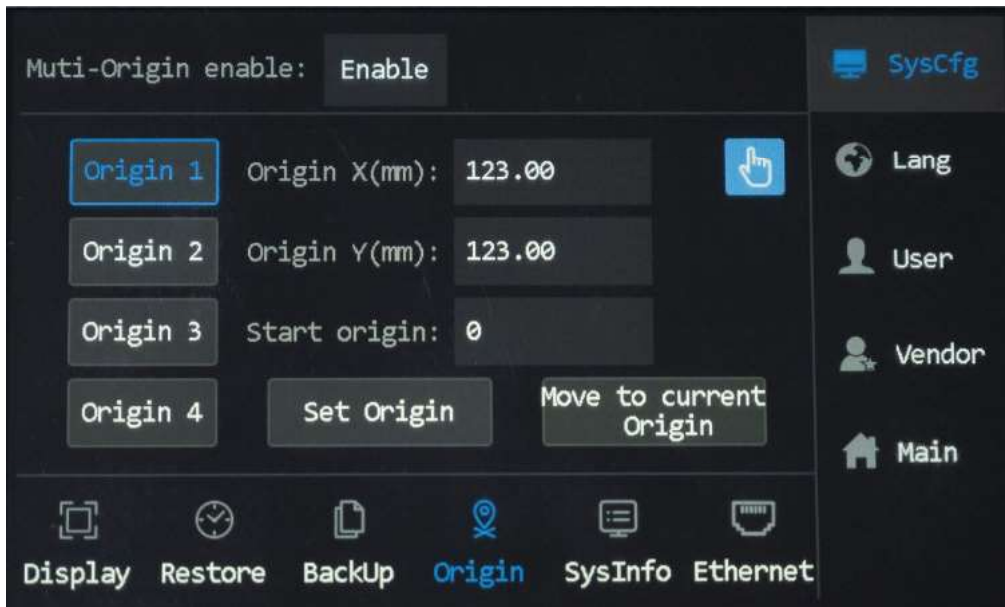 Muti-Origin enable: Enable
SysCfg
Origin 1 Origin X(mm): 123.00
Lang
Origin 2 Origin Y(mm): 123.00
User
Origin 3 Start origin: 0
Vendor
Origin 4 Set Origin Move to current
Origin
Main
Display Restore BackUp Origin SysInfo Ethernet